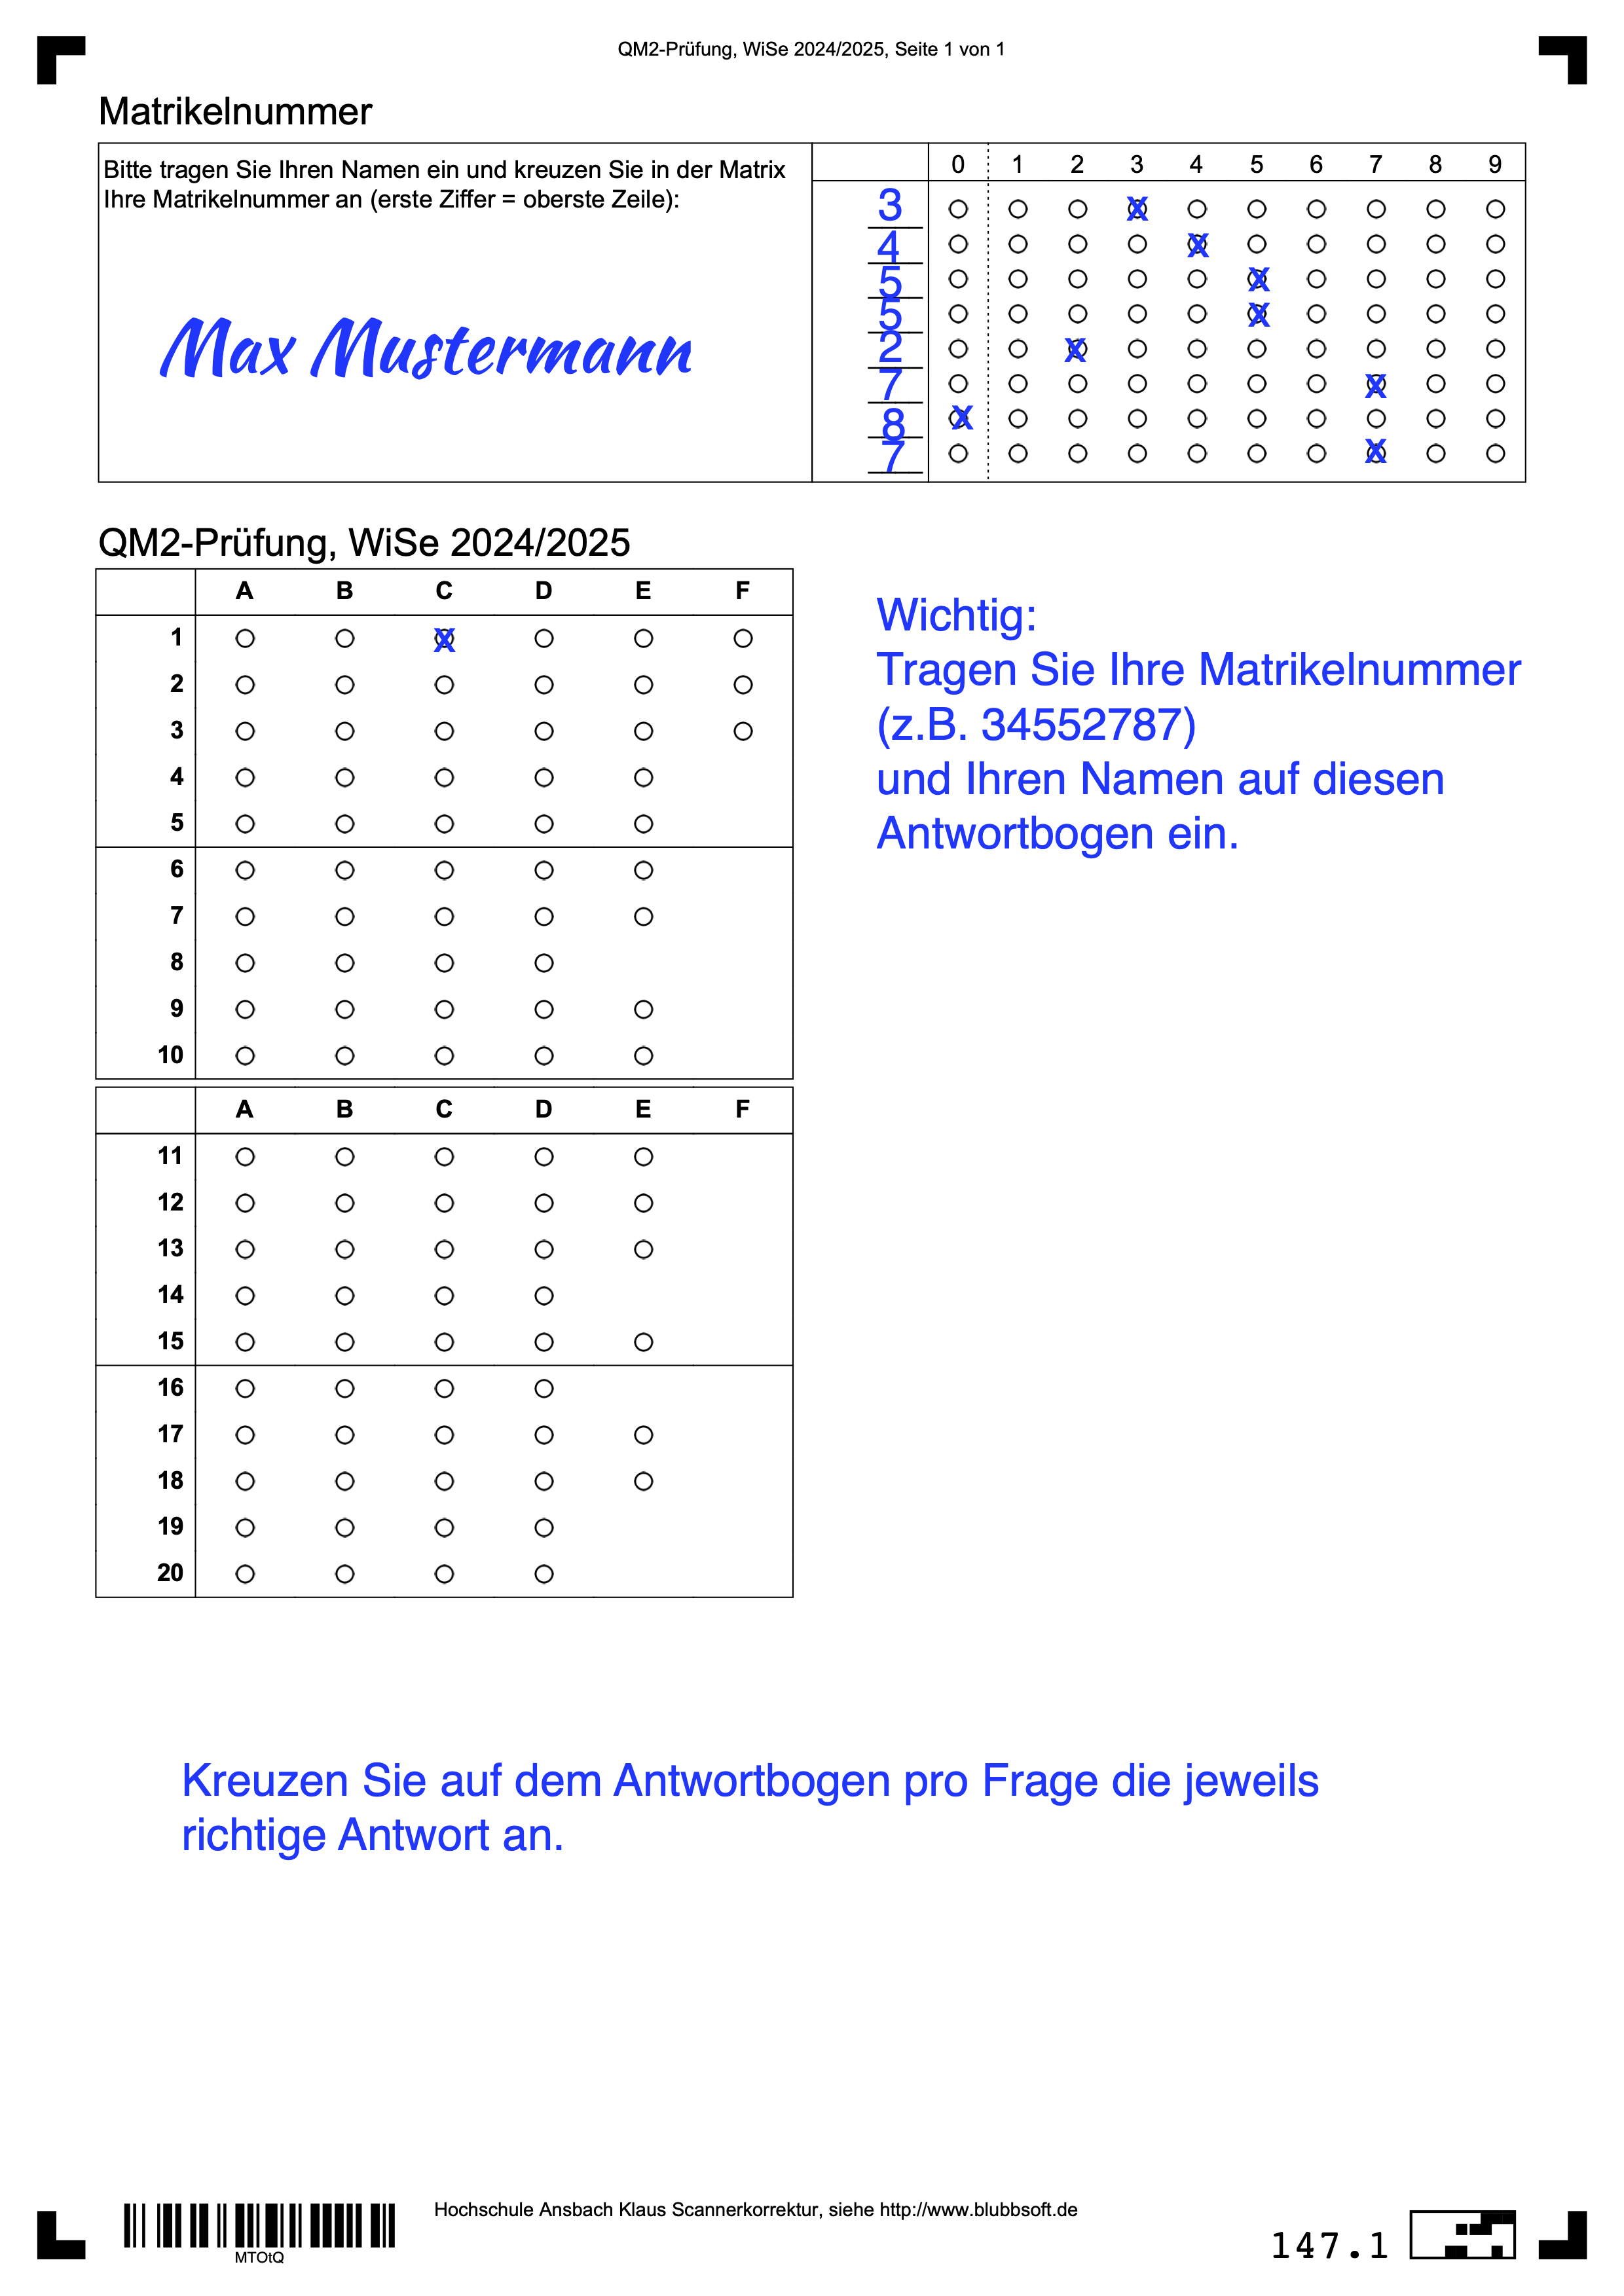 QM2-Prüfung, WiSe 2024/2025, Seite 1 von 1
Matrikelnummer
Bitte tragen Sie Ihren Namen ein und kreuzen Sie in der Matrix
Ihre Matrikelnummer an (erste Ziffer = oberste Zeile):
Max Mustermann
0 1 2 3 4 5 6 7 8 9
3 X
4 X
5 X
5 X
2 X
7 X
8 X
7 X
QM2-Prüfung, WiSe 2024/2025
A B C D E F
1 X
2
3
4
5
6
7
8
9
10
A B C D E F
11
12
13
14
15
16
17
18
19
20
Wichtig:
Tragen Sie Ihre Matrikelnummer
(z.B. 34552787)
und Ihren Namen auf diesen
Antwortbogen ein.
Kreuzen Sie auf dem Antwortbogen pro Frage die jeweils
richtige Antwort an.
MTOtQ
Hochschule Ansbach Klaus Scannerkorrektur, siehe http://www.blubbsoft.de
147.1